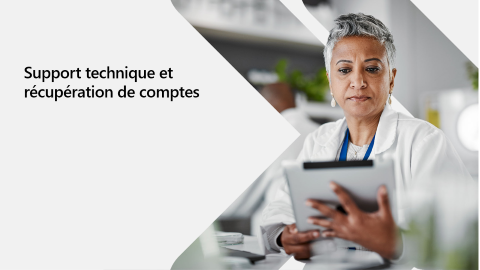 Support technique et
récupération de comptes